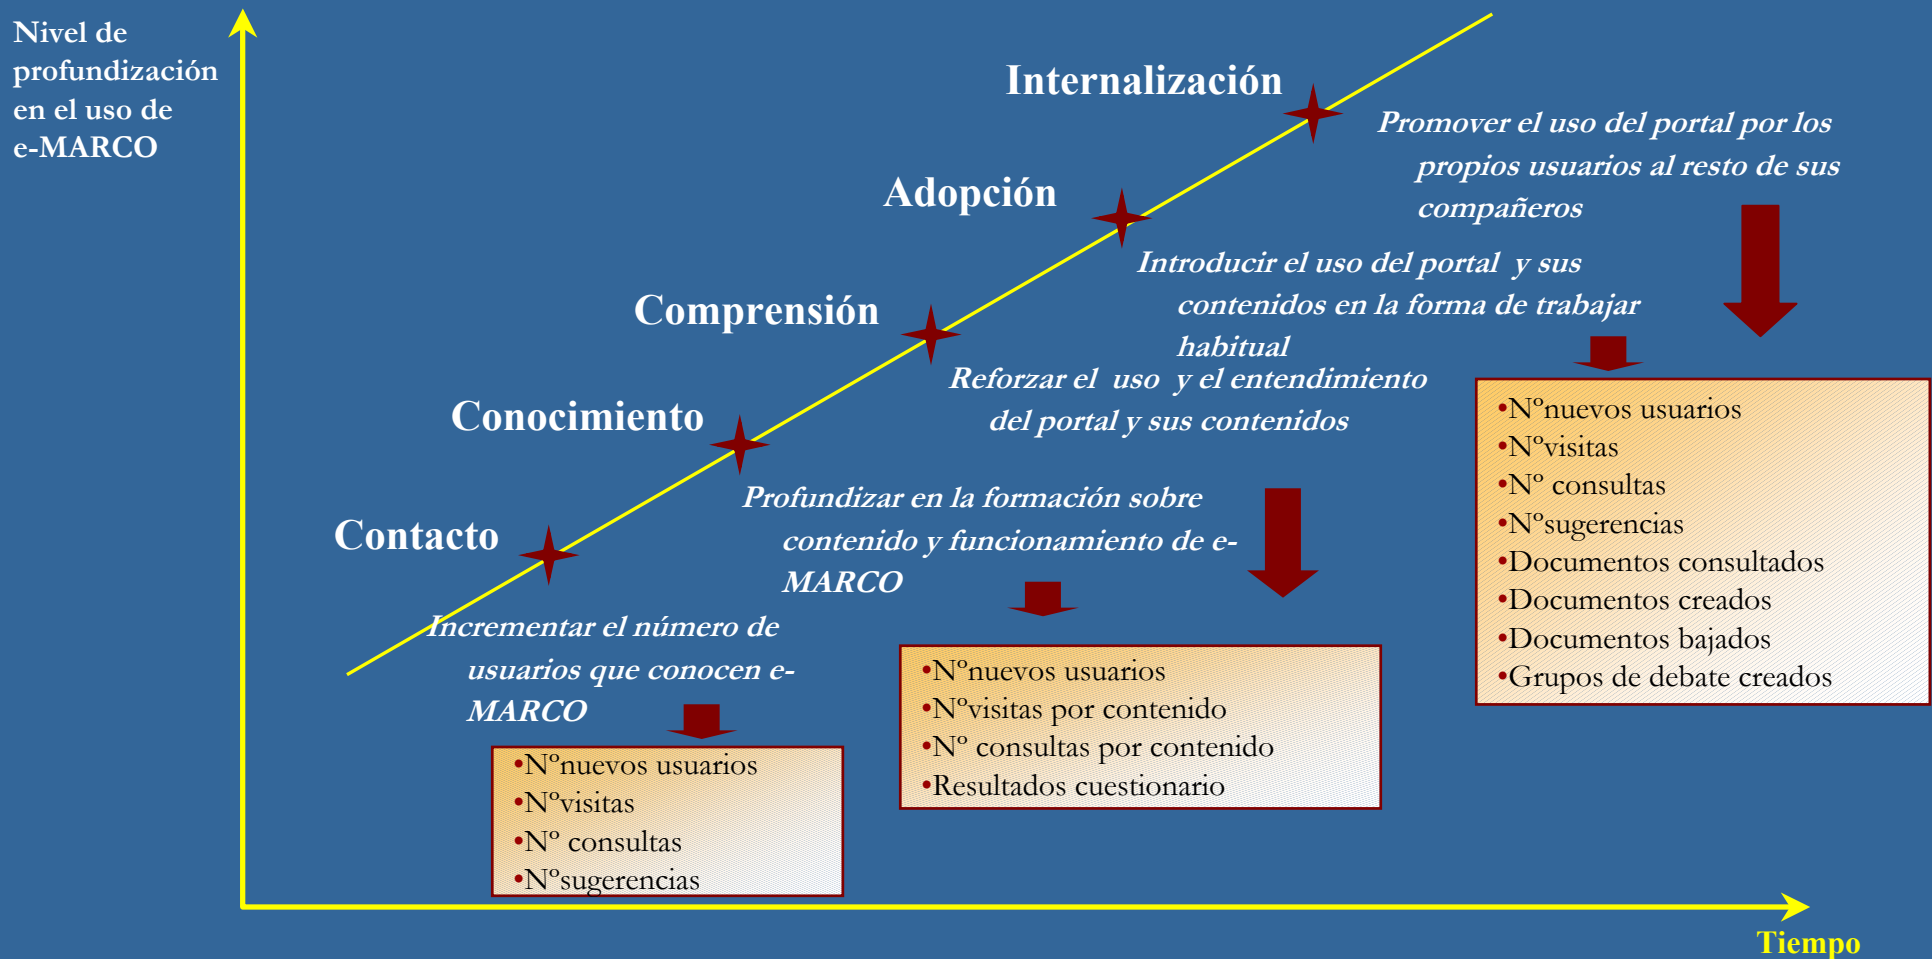 Nivel de
profundización
en el uso de
e-MARCO
Internalización
Promover el uso del portal por los
propios usuarios al resto de sus
compañeros
Adopción
Introducir el uso del portal y sus
contenidos en la forma de trabajar
habitual
Comprensión
Reforzar el uso y el entendimiento
del portal y sus contenidos
Conocimiento
Profundizar en la formación sobre
contenido y funcionamiento de e-
MARCO
Contacto
Incrementar el número de
usuarios que conocen e-
MARCO
•Nºnuevos usuarios
•Nºvisitas
•Nº consultas
•Nºsugerencias
•Nºnuevos usuarios
•Nºvisitas por contenido
•Nº consultas por contenido
•Resultados cuestionario
•Nºnuevos usuarios
•Nºvisitas
•Nº consultas
•Nºsugerencias
•Documentos consultados
•Documentos creados
•Documentos bajados
•Grupos de debate creados
Tiempo